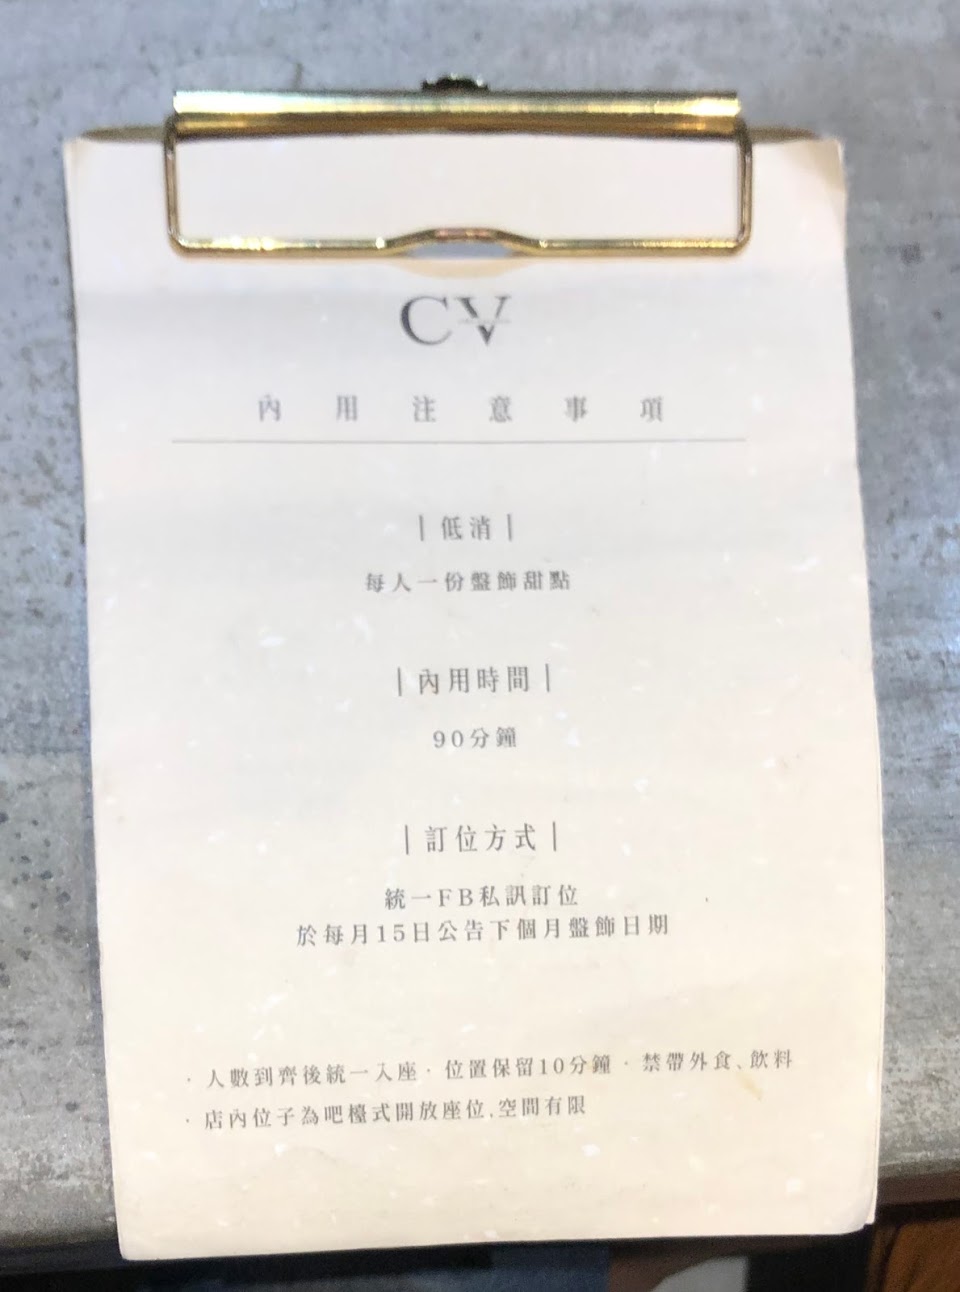 CV
內用注意事項
|低消|
每人一份盤飾甜點
|內用時間|
90分鐘
|訂位方式|
統一FB私訊訂位
於每月15日公告下個月盤飾日期
·人數到齊後統一入座·位置保留10分鐘·禁帶外食、飲料
·店內位子為吧檯式開放座位、空間有限